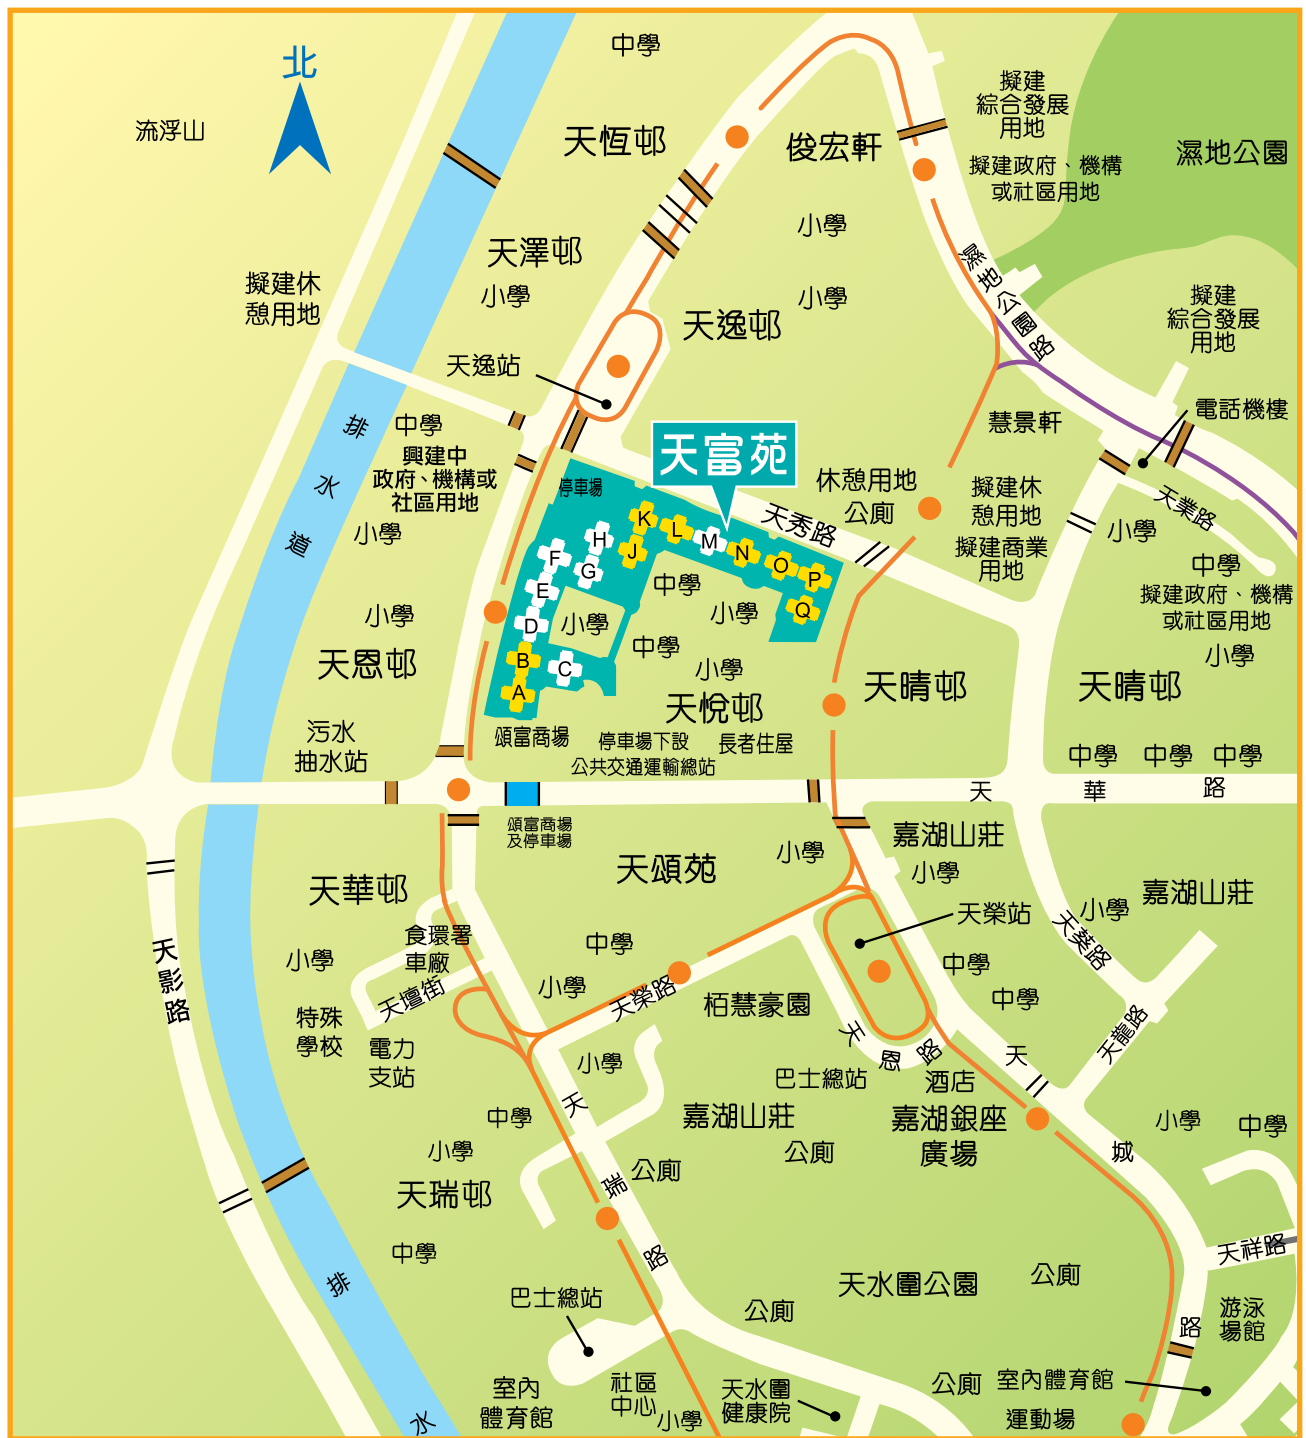 中學
北
擬建
綜合發展
用地
流浮山
天恆邨
俊宏軒
濕地公園
擬建政府、機構
或社區用地
小學
天澤邨
小學
小學
濕地公園路
擬建休
憩用地
擬建
綜合發展
用地
天逸邨
天逸站
排水道
中學
電話機樓
慧景軒
天富苑
興建中
政府、機構或
社區用地
停車場
休憩用地
公廁
擬建休
憩用地
天秀路
天業路
小學
小學
擬建商業
用地
中學
K
L
M
N
O
P
Q
J
H
G
F
E
D
B
A
C
中學
小學
小學
中學
小學
小學
擬建政府、機構
或社區用地
小學
天恩邨
天悅邨
天晴邨
天晴邨
污水
抽水站
頌富商場
停車場下設
公共交通運輸總站
長者住屋
中學
中學
中學
天華路
頌富商場
及停車場
嘉湖山莊
小學
天頌苑
小學
天華邨
嘉湖山莊
小學
天葵路
天榮站
天影路
食環署
車廠
中學
小學
中學
小學
天榮路
天壇街
中學
栢慧豪園
特殊
學校
電力
支站
天恩路
天龍路
小學
巴士總站
酒店
天城路
嘉湖山莊
嘉湖銀座
廣場
中學
小學
中學
小學
公廁
公廁
天瑞路
天瑞邨
中學
天祥路
排水
天水圍公園
公廁
巴士總站
公廁
游泳
場館
室內
體育館
社區
中心
小學
天水圍
健康院
公廁
室內體育館
運動場